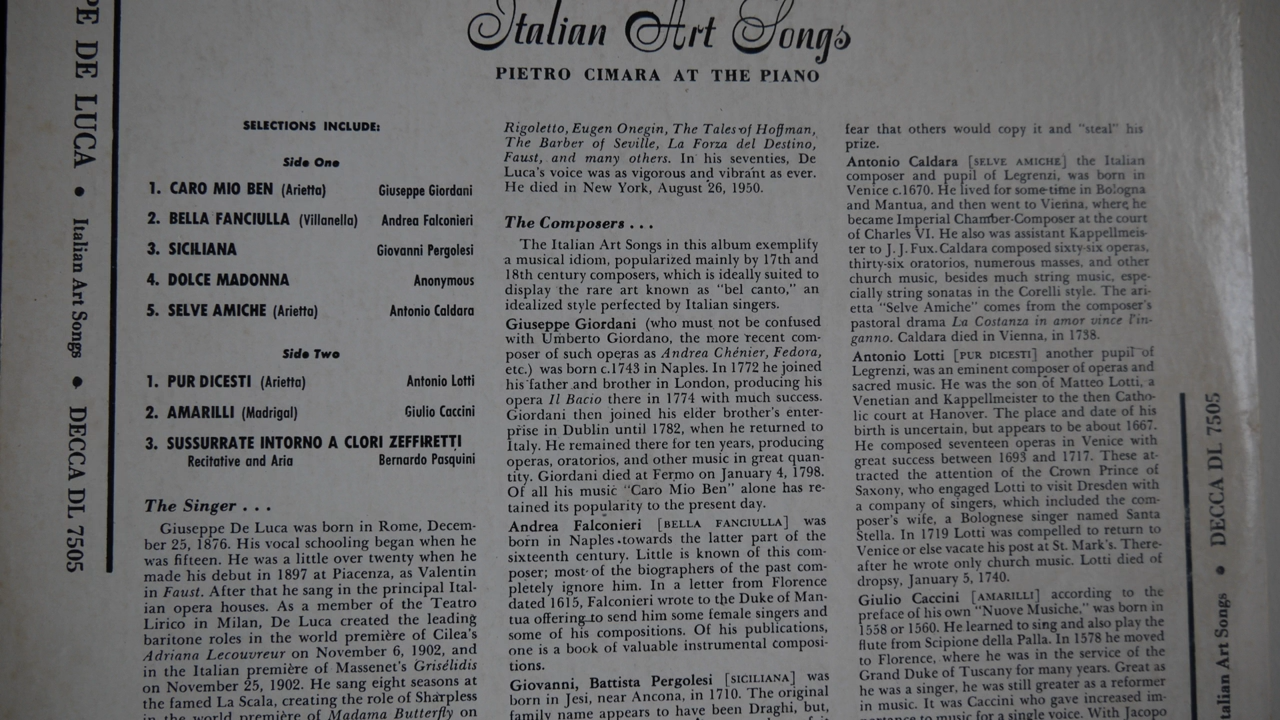 Italian Art Songs
PIETRO CIMARA AT THE PIANO
PE DE LUCA • Italian Art Songs • DECCA DL 7505
SELECTIONS INCLUDE:
Side One
1. CARO MIO BEN (Arietta) Giuseppe Giordani
2. BELLA FANCIULLA (Villanella) Andrea Falconieri
3. SICILIANA Giovanni Pergolesi
4. DOLCE MADONNA Anonymous
5. SELVE AMICHE (Arietta) Antonio Caldara
Side Two
1. PUR DICESTI (Arietta) Antonio Lotti
2. AMARILLI (Madrigal) Giulio Caccini
3. SUSSURRATE INTORNO A CLORI ZEFFIRETTI
Recitative and Aria Bernardo Pasquini
The Singer . . .
Giuseppe De Luca was born in Rome, Decem-
ber 25, 1876. His vocal schooling began when he
was fifteen. He was a little over twenty when he
made his debut in 1897 at Piacenza, as Valentin
in Faust. After that he sang in the principal Ital-
ian opera houses. As a member of the Teatro
Lirico in Milan, De Luca created the leading
baritone roles in the world première of Cilea's
Adriana Lecouvreur on November 6, 1902, and
in the Italian première of Massenet's Grisélidis
on November 25, 1902. He sang eight seasons at
the famed La Scala, creating the role of Sharpless
in the world première of Madama Butterfly on
Rigoletto, Eugen Onegin, The Tales of Hoffman,
The Barber of Seville, La Forza del Destino,
Faust, and many others. In his seventies, De
Luca's voice was as vigorous and vibrant as ever.
He died in New York, August 26, 1950.
The Composers . . .
The Italian Art Songs in this album exemplify
a musical idiom, popularized mainly by 17th and
18th century composers, which is ideally suited to
display the rare art known as "bel canto," an
idealized style perfected by Italian singers.
Giuseppe Giordani (who must not be confused
with Umberto Giordano, the more recent com-
poser of such operas as Andrea Chénier, Fedora,
etc.) was born c.1743 in Naples. In 1772 he joined
his father and brother in London, producing his
opera Il Bacio there in 1774 with much success.
Giordani then joined his elder brother's enter-
prise in Dublin until 1782, when he returned to
Italy. He remained there for ten years, producing
operas, oratorios, and other music in great quan-
tity. Giordani died at Fermo on January 4, 1798.
Of all his music "Caro Mio Ben" alone has re-
tained its popularity to the present day.
Andrea Falconieri [BELLA FANCIULLA] was
born in Naples towards the latter part of the
sixteenth century. Little is known of this com-
poser; most of the biographers of the past com-
pletely ignore him. In a letter from Florence
dated 1615, Falconieri wrote to the Duke of Man-
tua offering to send him some female singers and
some of his compositions. Of his publications,
one is a book of valuable instrumental composi-
tions.
Giovanni, Battista Pergolesi [SICILIANA] was
born in Jesi, near Ancona, in 1710. The original
family name appears to have been Draghi, but,
fear that others would copy it and "steal" his
prize.
Antonio Caldara [SELVE AMICHE] the Italian
composer and pupil of Legrenzi, was born in
Venice c.1670. He lived for some time in Bologna
and Mantua, and then went to Vienna, where he
became Imperial Chamber-Composer at the court
of Charles VI. He also was assistant Kappellmeis-
ter to J. J. Fux. Caldara composed sixty-six operas,
thirty-six oratorios, numerous masses, and other
church music, besides much string music, espe-
cially string sonatas in the Corelli style. The ari-
etta "Selve Amiche" comes from the composer's
pastoral drama La Costanza in amor vince l'in-
ganno. Caldara died in Vienna, in 1738.
Antonio Lotti [PUR DICESTI] another pupil of
Legrenzi, was an eminent composer of operas and
sacred music. He was the son of Matteo Lotti, a
Venetian and Kappellmeister to the then Catho-
lic court at Hanover. The place and date of his
birth is uncertain, but appears to be about 1667.
He composed seventeen operas in Venice with
great success between 1693 and 1717. These at-
tracted the attention of the Crown Prince of
Saxony, who engaged Lotti to visit Dresden with
a company of singers, which included the com-
poser's wife, a Bolognese singer named Santa
Stella. In 1719 Lotti was compelled to return to
Venice or else vacate his post at St. Mark's. There-
after he wrote only church music. Lotti died of
dropsy, January 5, 1740.
Giulio Caccini [AMARILLI] according to the
preface of his own "Nuove Musiche," was born in
1558 or 1560. He learned to sing and also play the
flute from Scipione della Palla. In 1578 he moved
to Florence, where he was in the service of the
Grand Duke of Tuscany for many years. Great as
he was a singer, he was still greater as a reformer
in music. It was Caccini who gave increased im-
portance to music for a single voice. With Jacopo
talian Art Songs • DECCA DL 7505